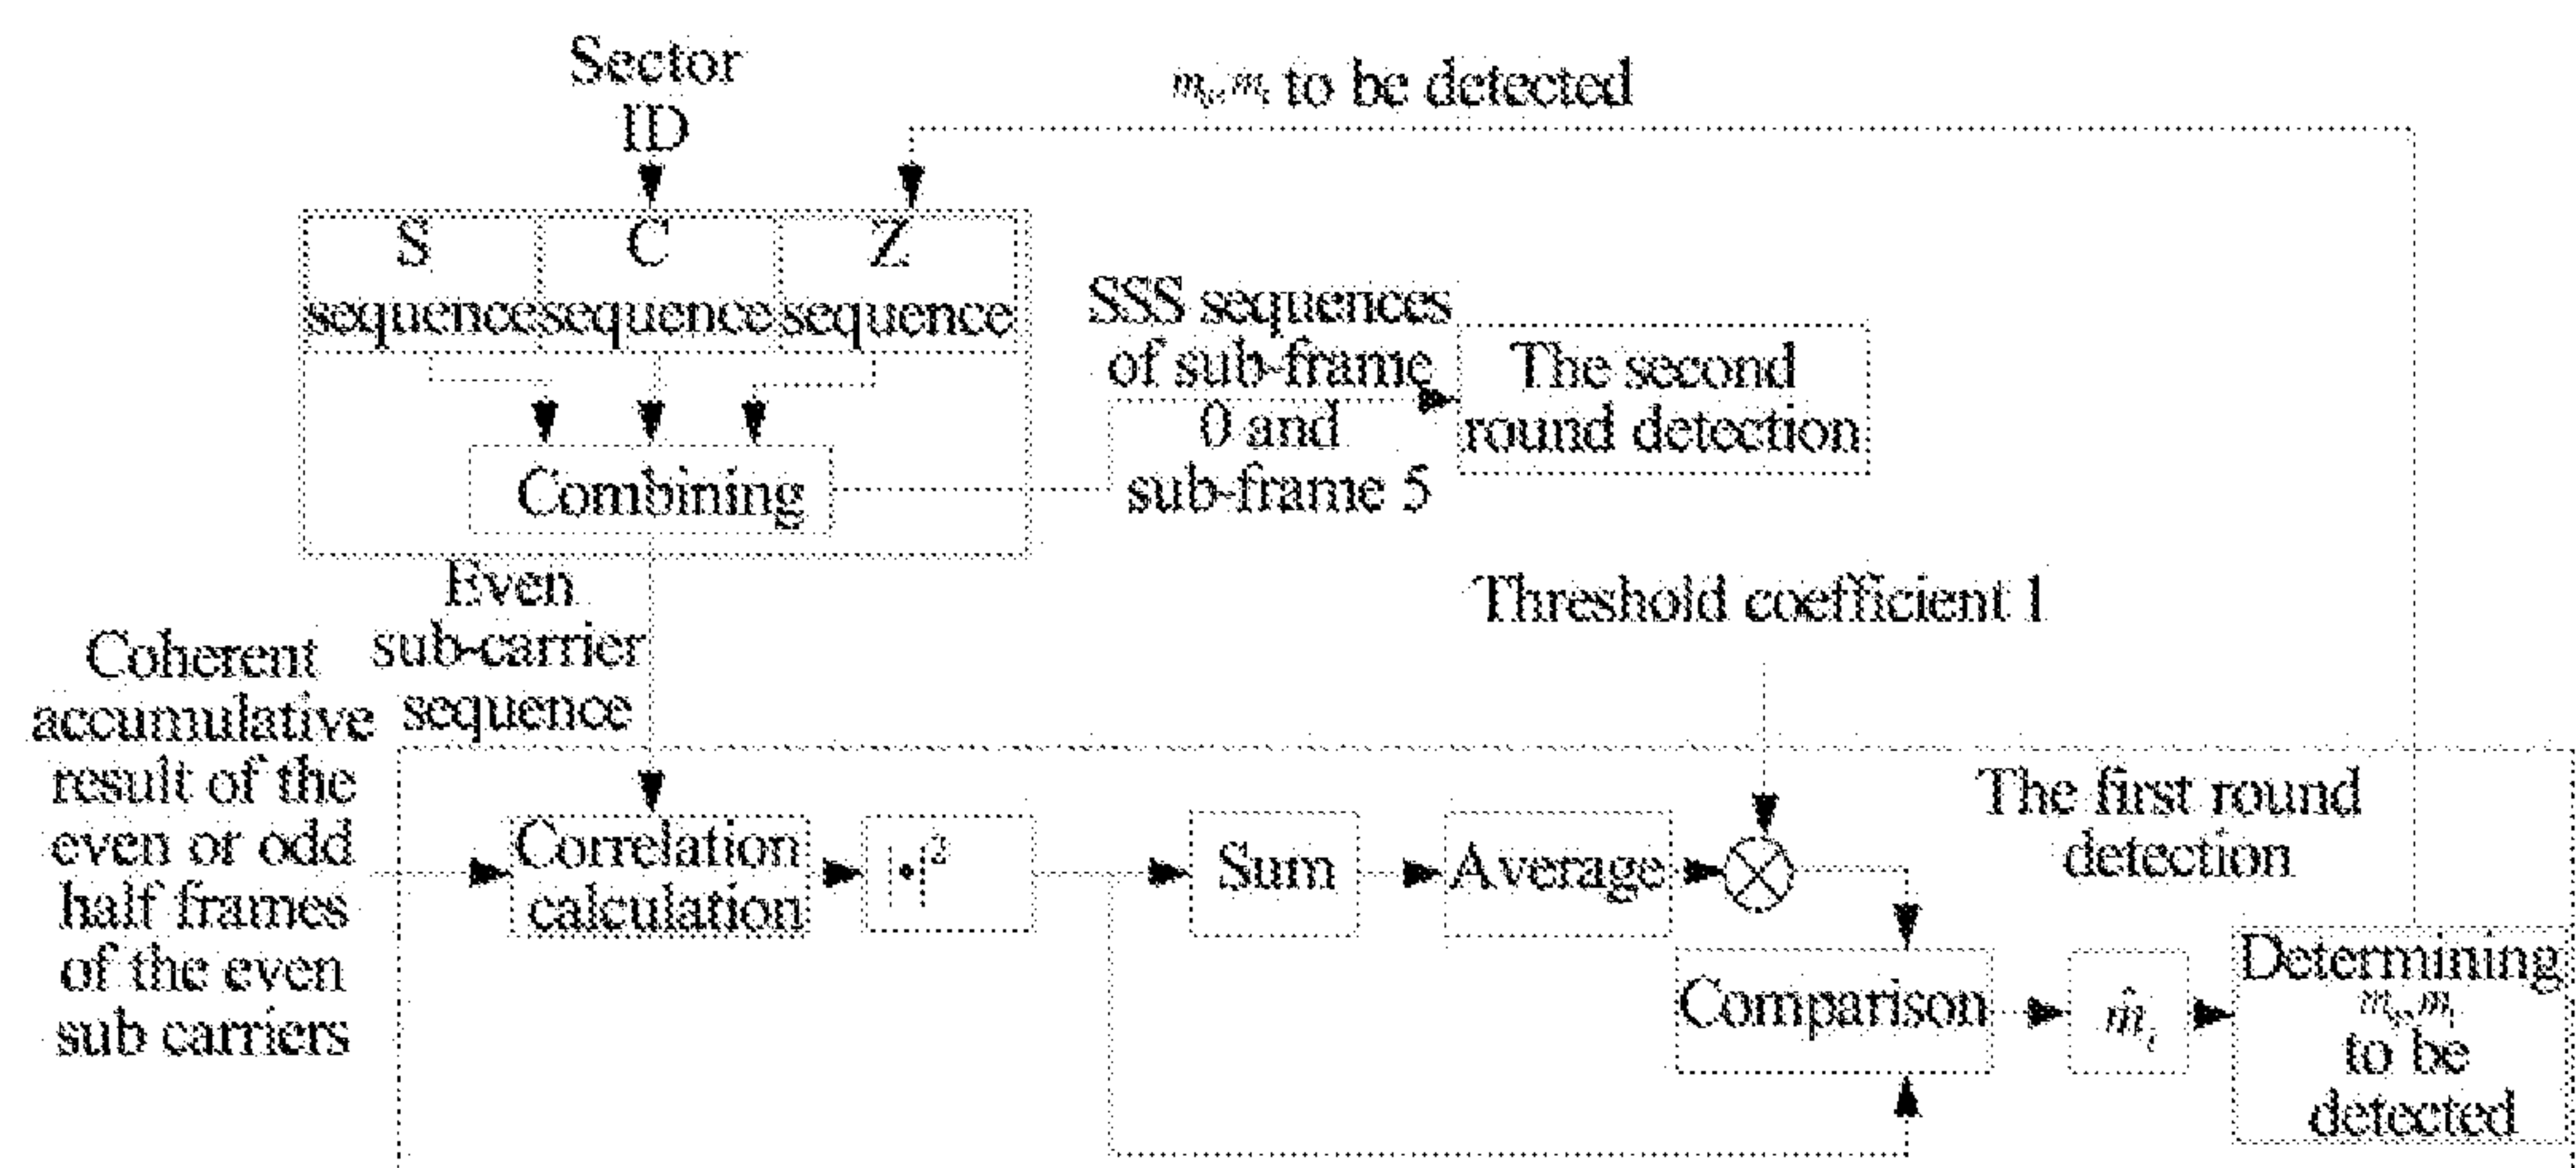 Sector
ID
m₀, m₁ to be detected
S
sequence
C
sequence
Z
sequence
SSS sequences
of sub-frame
0 and
sub-frame 5
The second
round detection
Combining
Even
sub-carrier
sequence
Threshold coefficient 1
Coherent
accumulative
result of the
even or odd
half frames
of the even
sub carriers
The first round
detection
Correlation
calculation
|•|²
Sum
Average
Comparison
m̂ᵢ
Determining
m₀, m₁
to be
detected